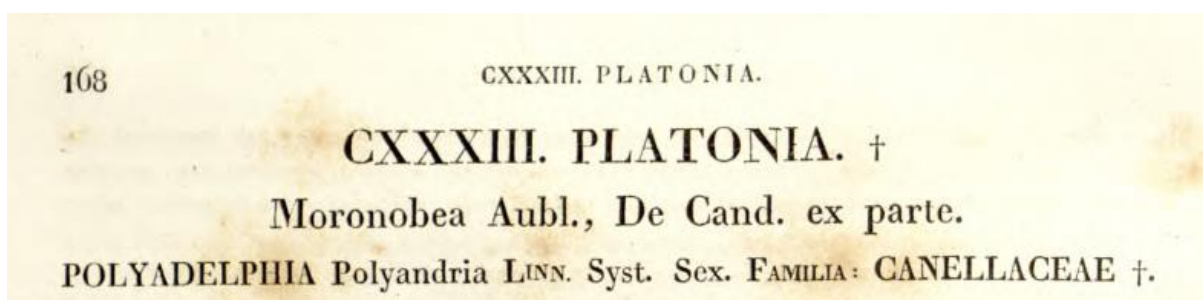 168 CXXXIII. PLATONIA.
CXXXIII. PLATONIA. †
Moronobea Aubl., De Cand. ex parte.
POLYADELPHIA Polyandria LINN. Syst. Sex. FAMILIA: CANELLACEAE †.